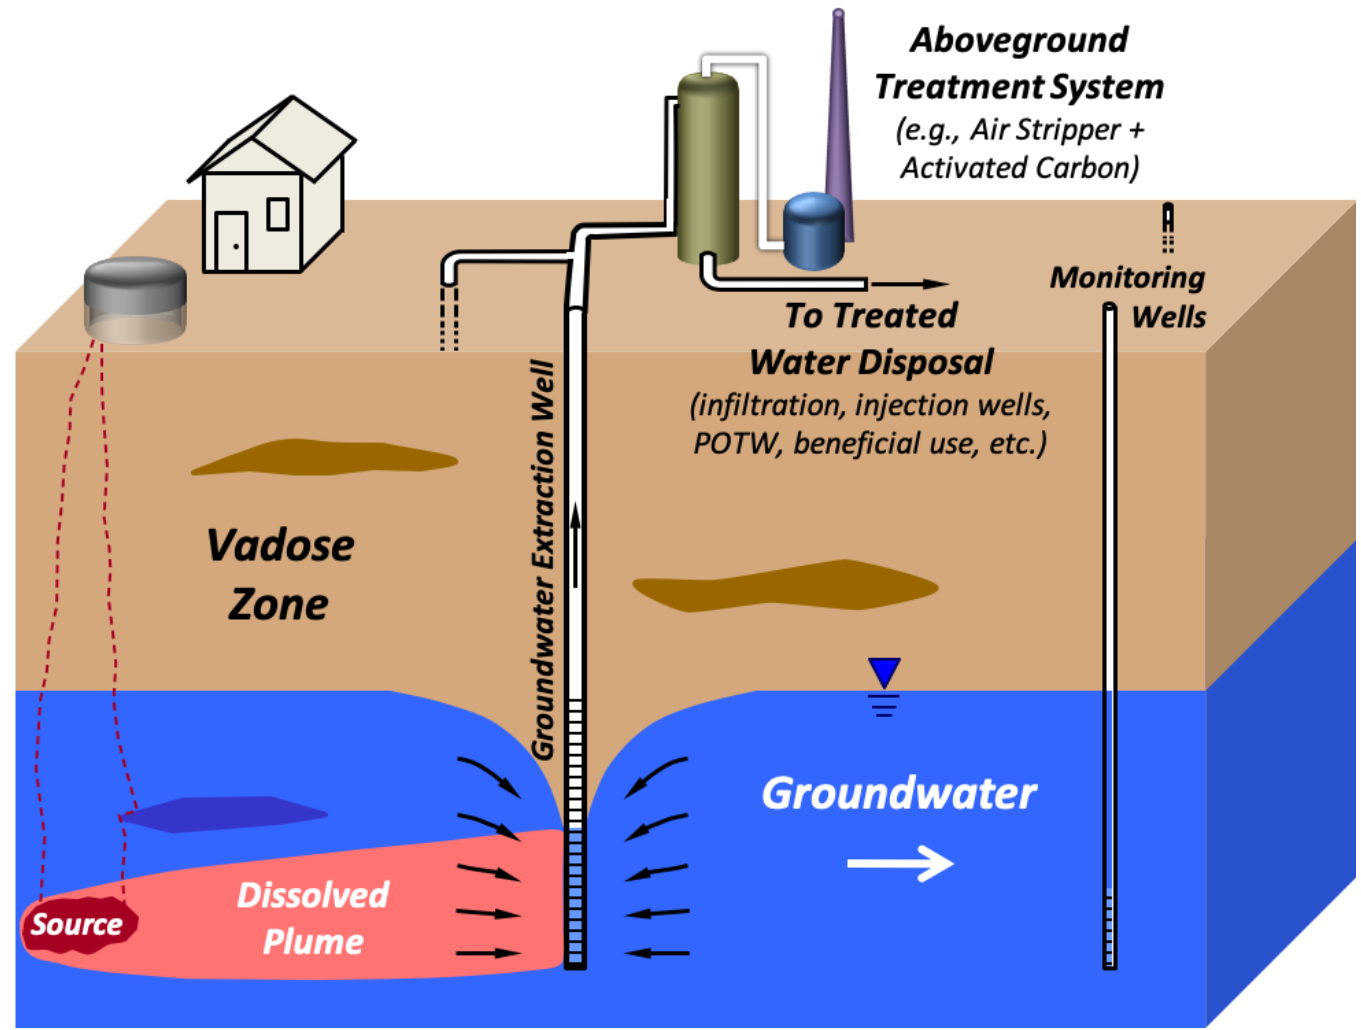 Aboveground
Treatment System
(e.g., Air Stripper +
Activated Carbon)
Monitoring
Wells
To Treated
Water Disposal
(infiltration, injection wells,
POTW, beneficial use, etc.)
Groundwater Extraction Well
Vadose
Zone
Groundwater
Dissolved
Plume
Source